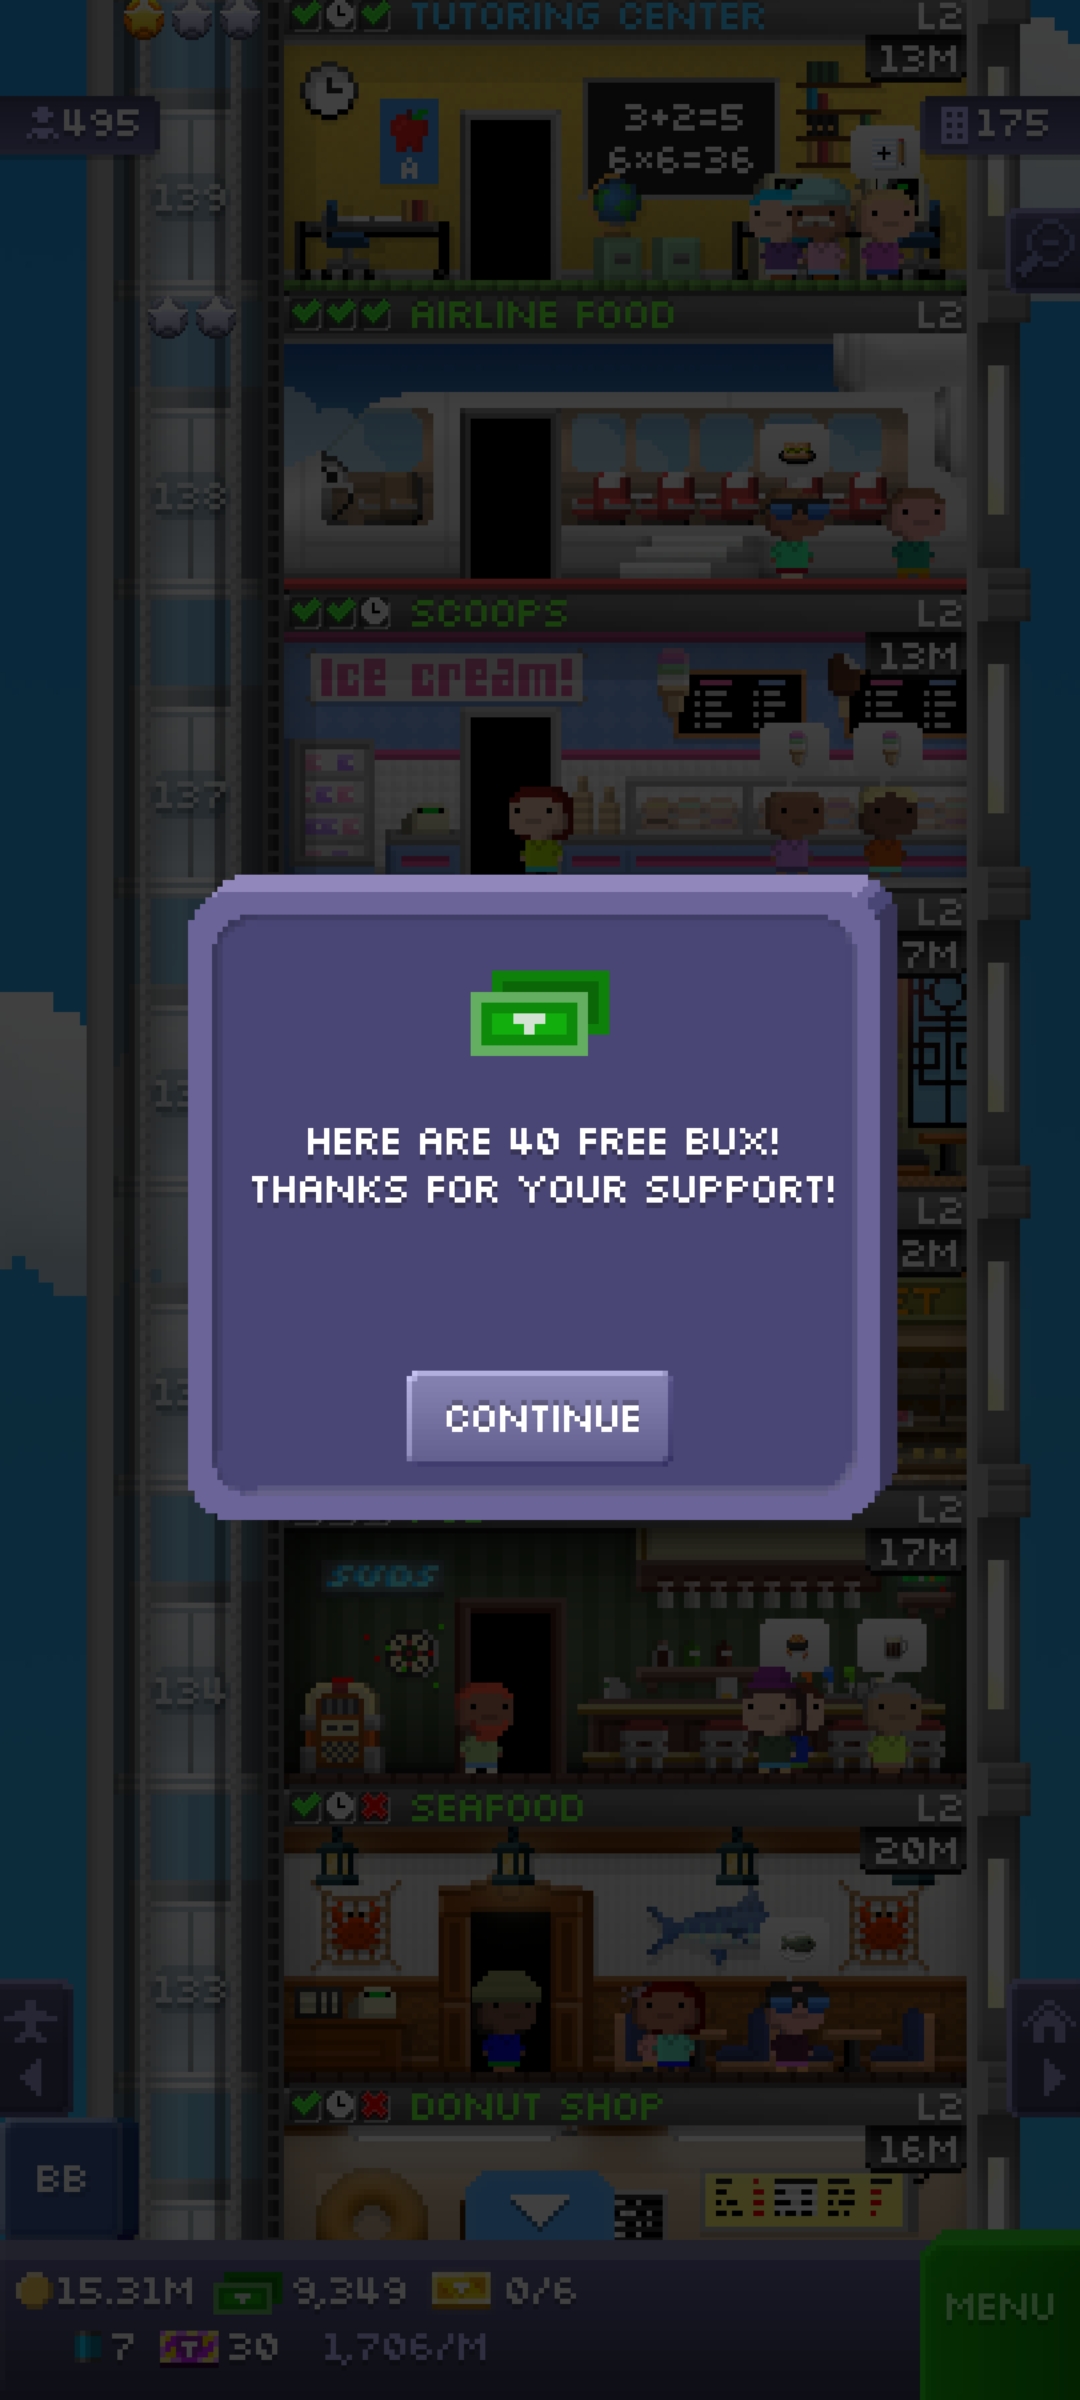 TUTORING CENTER L2
13M
3+2=5
6x6=36
A
495
175
139
AIRLINE FOOD L2
138
SCOOPS L2
13M
Ice cream!
137
L2
7M
HERE ARE 40 FREE BUX!
THANKS FOR YOUR SUPPORT!
L2
2M
CONTINUE
L2
17M
SUDS
134
SEAFOOD L2
20M
133
DONUT SHOP L2
16M
BB
15.31M 9,349 0/6
7 30 1,706/M
MENU